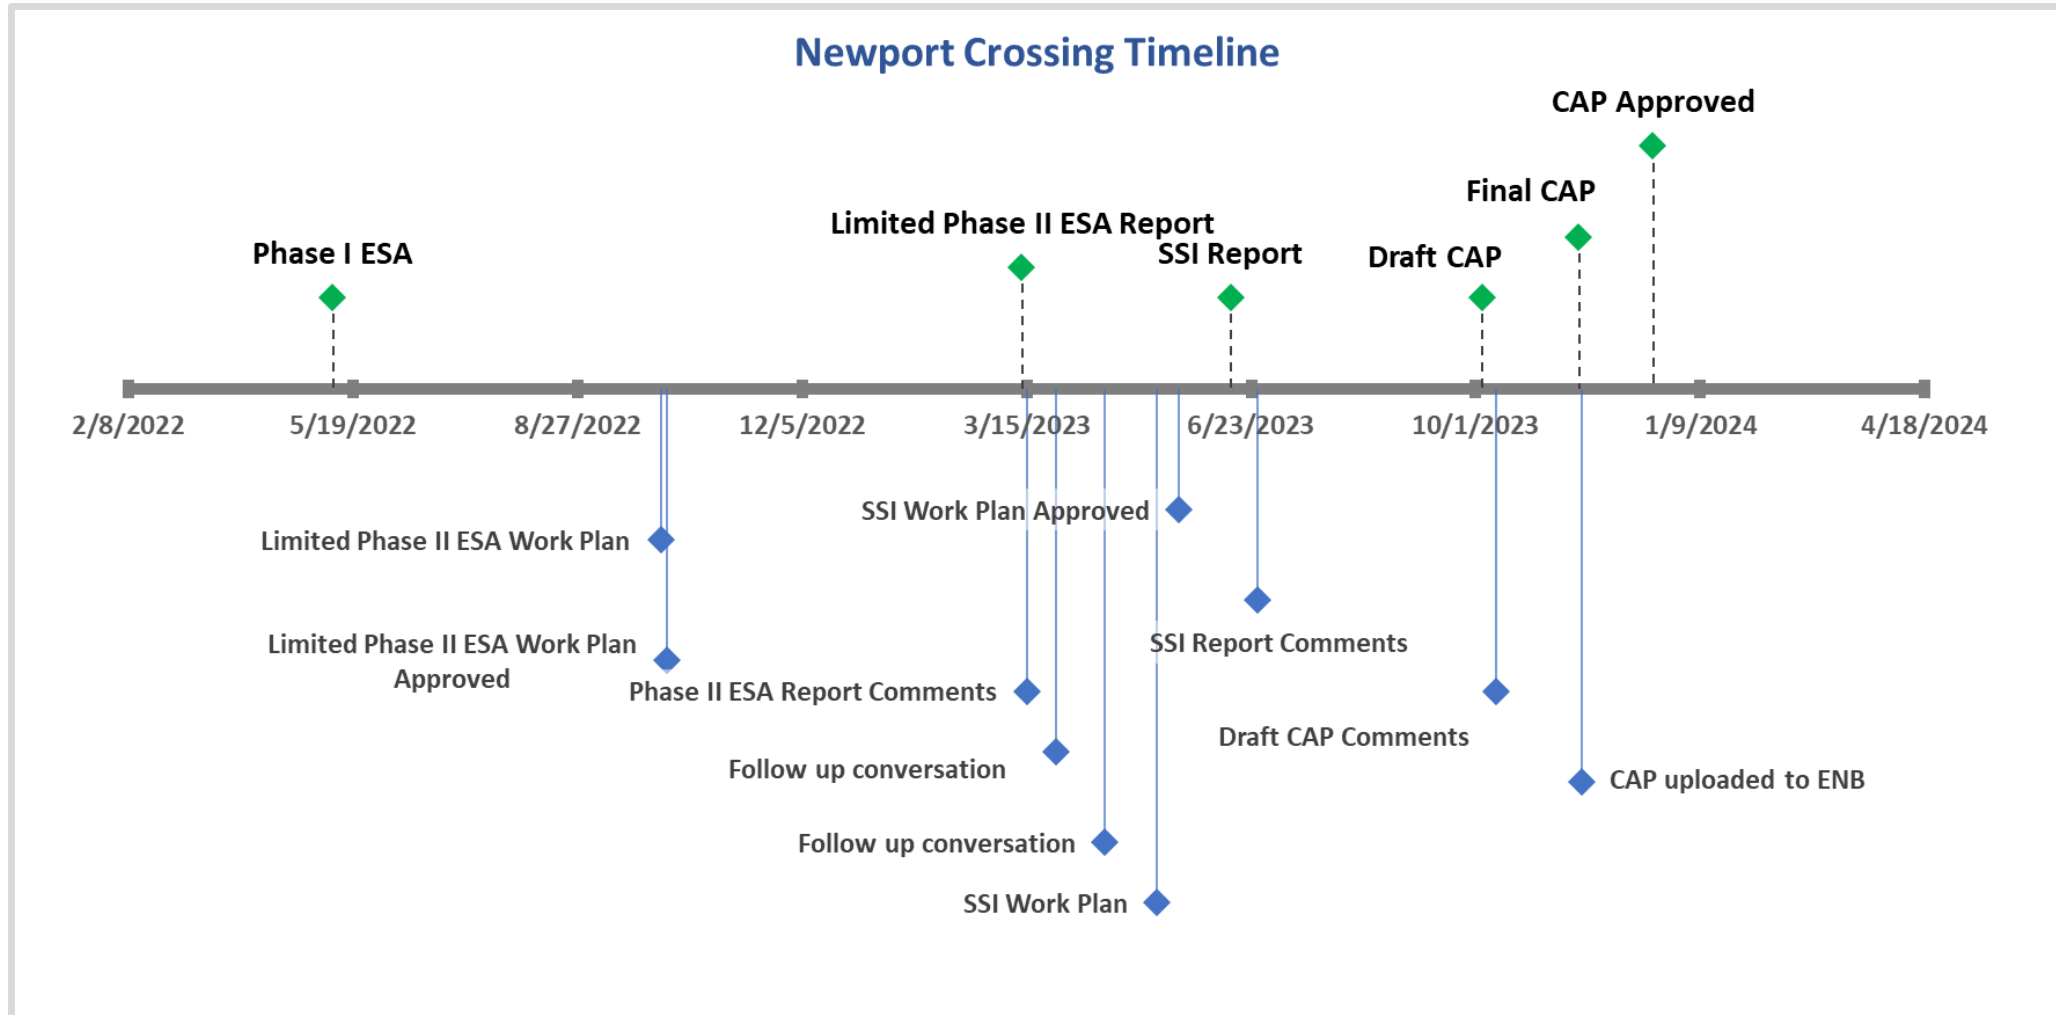 Newport Crossing Timeline
CAP Approved
Final CAP
Limited Phase II ESA Report
Phase I ESA
SSI Report
Draft CAP
2/8/2022
5/19/2022
8/27/2022
12/5/2022
3/15/2023
6/23/2023
10/1/2023
1/9/2024
4/18/2024
SSI Work Plan Approved
Limited Phase II ESA Work Plan
Limited Phase II ESA Work Plan
Approved
SSI Report Comments
Phase II ESA Report Comments
Draft CAP Comments
Follow up conversation
CAP uploaded to ENB
Follow up conversation
SSI Work Plan